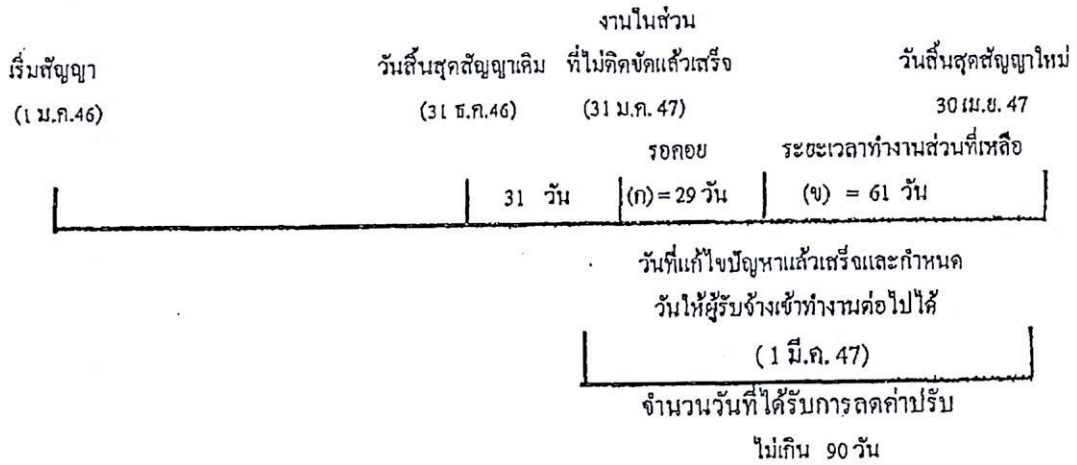 งานในส่วน
เริ่มสัญญา วันสิ้นสุดสัญญาเดิม ที่ไม่ติดขัดแล้วเสร็จ วันสิ้นสุดสัญญาใหม่
(1 ม.ค.46) (31 ธ.ค.46) (31 ม.ค. 47) 30 เม.ย. 47
รอคอย ระยะเวลาทำงานส่วนที่เหลือ
31 วัน (ก) = 29 วัน (ข) = 61 วัน
วันที่แก้ไขปัญหาแล้วเสร็จและกำหนด
วันให้ผู้รับจ้างเข้าทำงานต่อไปได้
(1 มี.ค. 47)
จำนวนวันที่ได้รับการลดค่าปรับ
ไม่เกิน 90 วัน